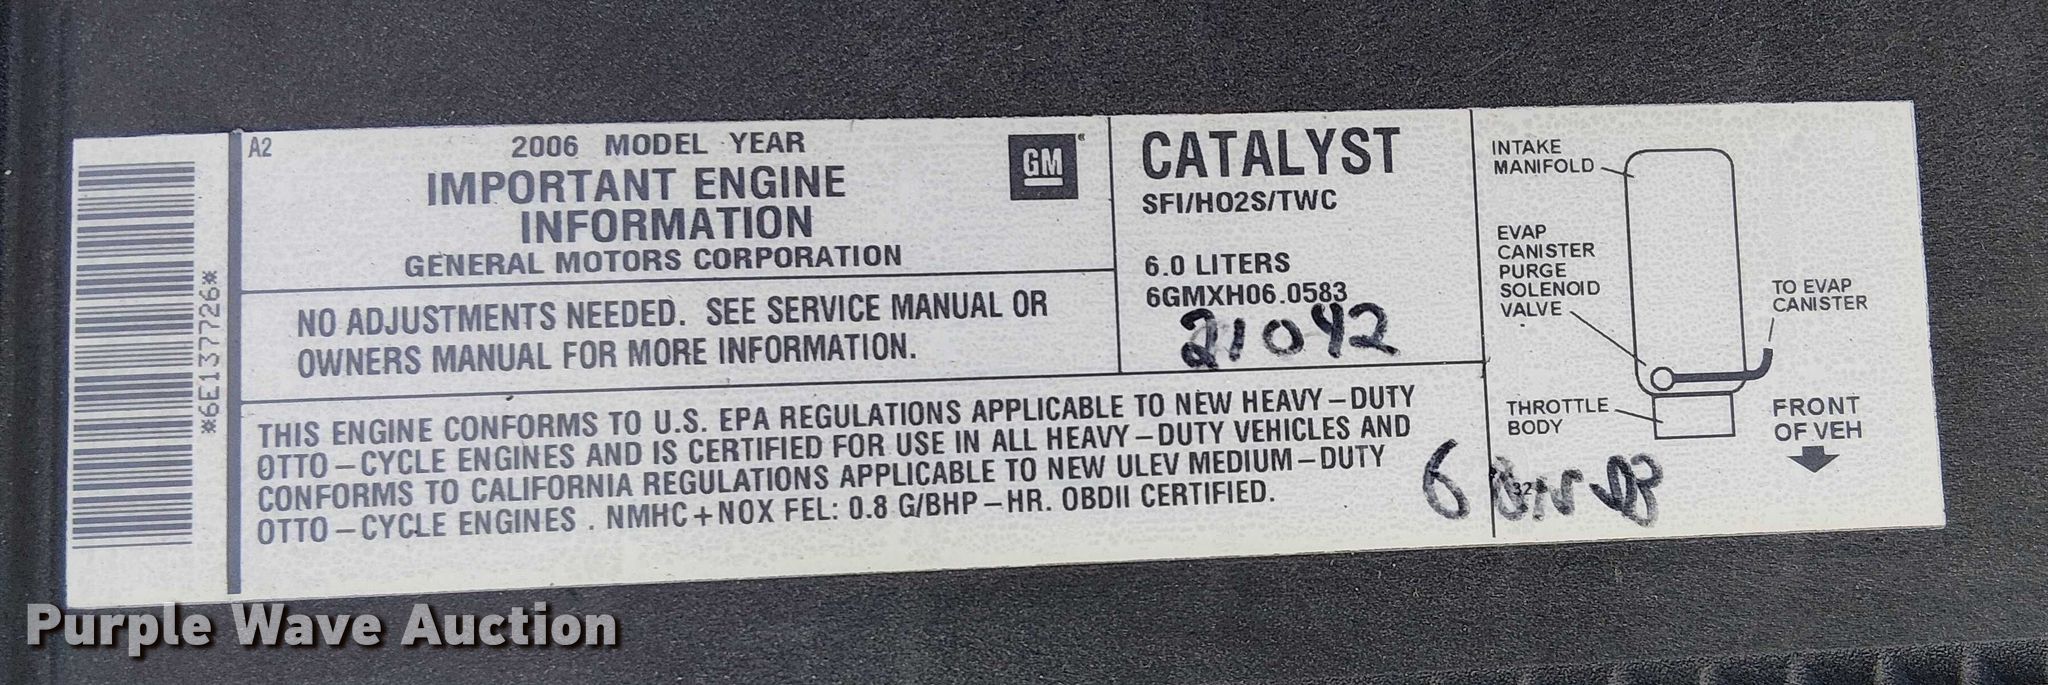 *6E137726*
A2
2006 MODEL YEAR
IMPORTANT ENGINE
INFORMATION
GENERAL MOTORS CORPORATION
GM
NO ADJUSTMENTS NEEDED. SEE SERVICE MANUAL OR
OWNERS MANUAL FOR MORE INFORMATION.
CATALYST
SFI/HO2S/TWC
6.0 LITERS
6GMXH06.0583
21042
THIS ENGINE CONFORMS TO U.S. EPA REGULATIONS APPLICABLE TO NEW HEAVY-DUTY
OTTO-CYCLE ENGINES AND IS CERTIFIED FOR USE IN ALL HEAVY-DUTY VEHICLES AND
CONFORMS TO CALIFORNIA REGULATIONS APPLICABLE TO NEW ULEV MEDIUM-DUTY
OTTO-CYCLE ENGINES. NMHC+NOX FEL: 0.8 G/BHP-HR. OBDII CERTIFIED.
INTAKE
MANIFOLD
EVAP
CANISTER
PURGE
SOLENOID
VALVE
TO EVAP
CANISTER
THROTTLE
BODY
FRONT
OF VEH
6
Purple Wave Auction